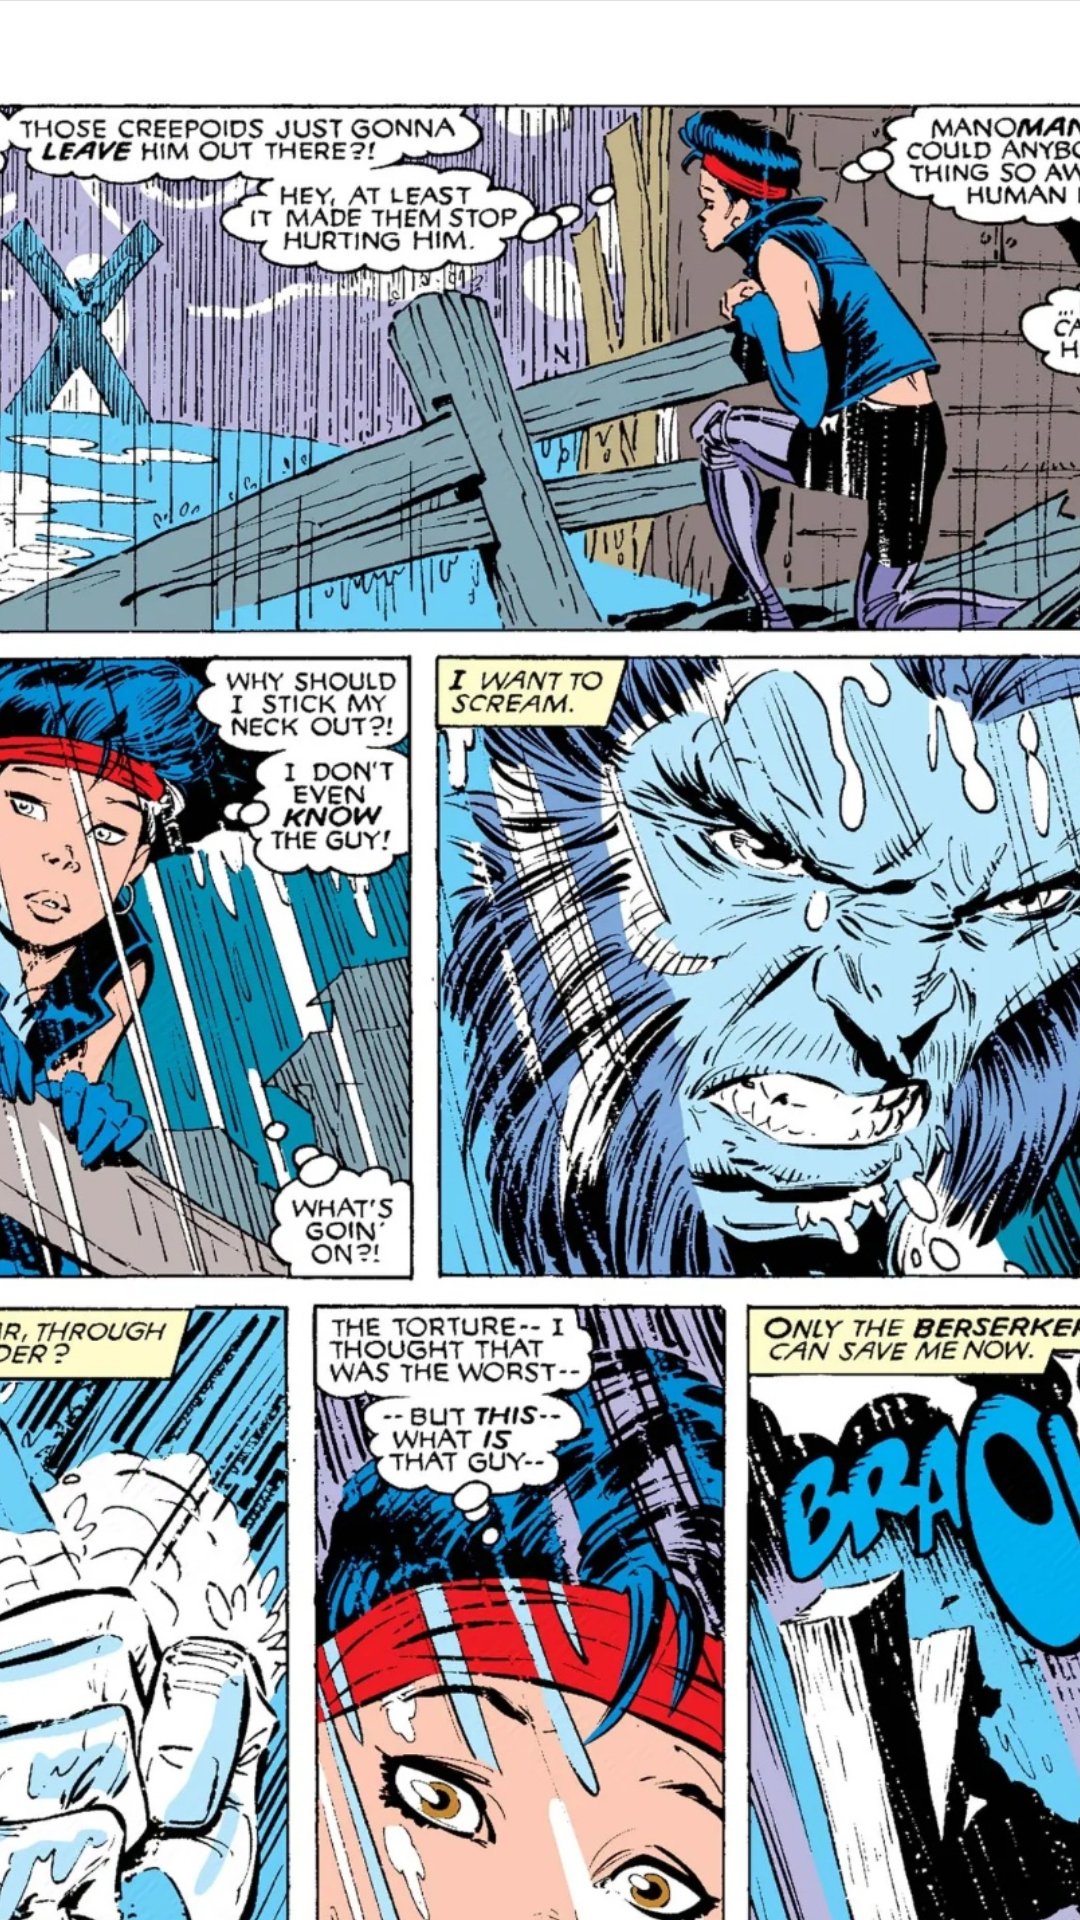 THOSE CREEPOIDS JUST GONNA
LEAVE HIM OUT THERE?!
HEY, AT LEAST
IT MADE THEM STOP
HURTING HIM.
MANOMAN
COULD ANYBO
THING SO AW
HUMAN
...
CA
H
WHY SHOULD
I STICK MY
NECK OUT?!
I DON'T
EVEN
KNOW
THE GUY!
WHAT'S
GOIN'
ON?!
I WANT TO
SCREAM.
AR, THROUGH
DER?
THE TORTURE-- I
THOUGHT THAT
WAS THE WORST--
--BUT THIS--
WHAT IS
THAT GUY--
ONLY THE BERSERKER
CAN SAVE ME NOW.
BRAO